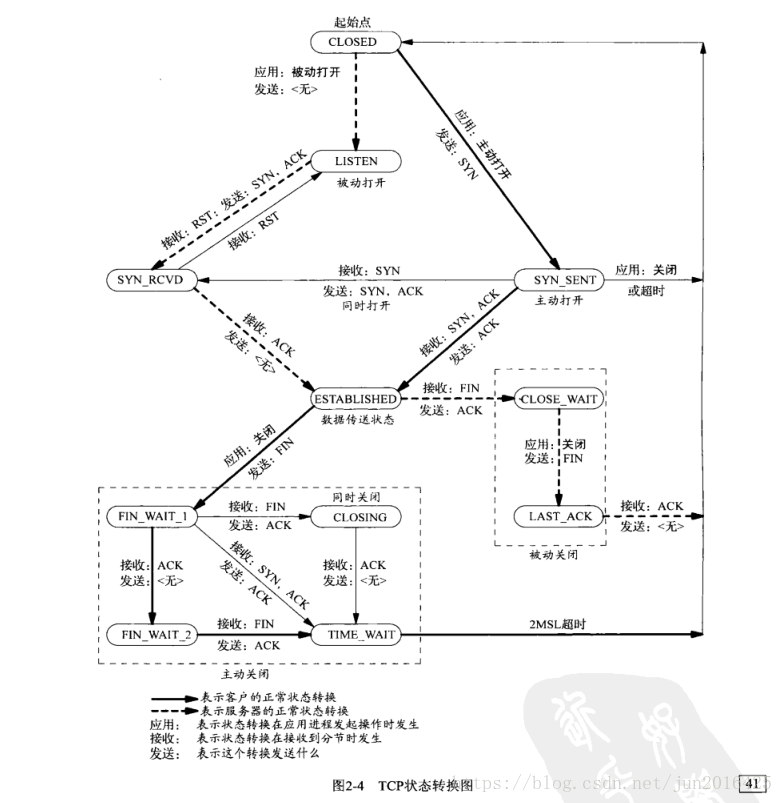 起始点
CLOSED
应用：被动打开
发送：<无>
应用：主动打开
发送：SYN
LISTEN
被动打开
接收：RST；发送：SYN，ACK
接收：RST
SYN_RCVD
接收：SYN
发送：SYN，ACK
同时打开
SYN_SENT
主动打开
应用：关闭
或超时
接收：ACK
发送：<无>
接收：SYN，ACK
发送：ACK
ESTABLISHED
数据传送状态
接收：FIN
发送：ACK
CLOSE_WAIT
应用：关闭
发送：FIN
应用：关闭
发送：FIN
LAST_ACK
接收：ACK
发送：<无>
被动关闭
FIN_WAIT_1
接收：FIN
发送：ACK
同时关闭
CLOSING
接收：ACK
发送：<无>
接收：SYN，ACK
发送：ACK
接收：ACK
发送：<无>
FIN_WAIT_2
接收：FIN
发送：ACK
TIME_WAIT
2MSL超时
主动关闭
表示客户的正常状态转换
表示服务器的正常状态转换
应用： 表示状态转换在应用进程发起操作时发生
接收： 表示状态转换在接收到分节时发生
发送： 表示这个转换发送什么
图2-4 TCP状态转换图
41